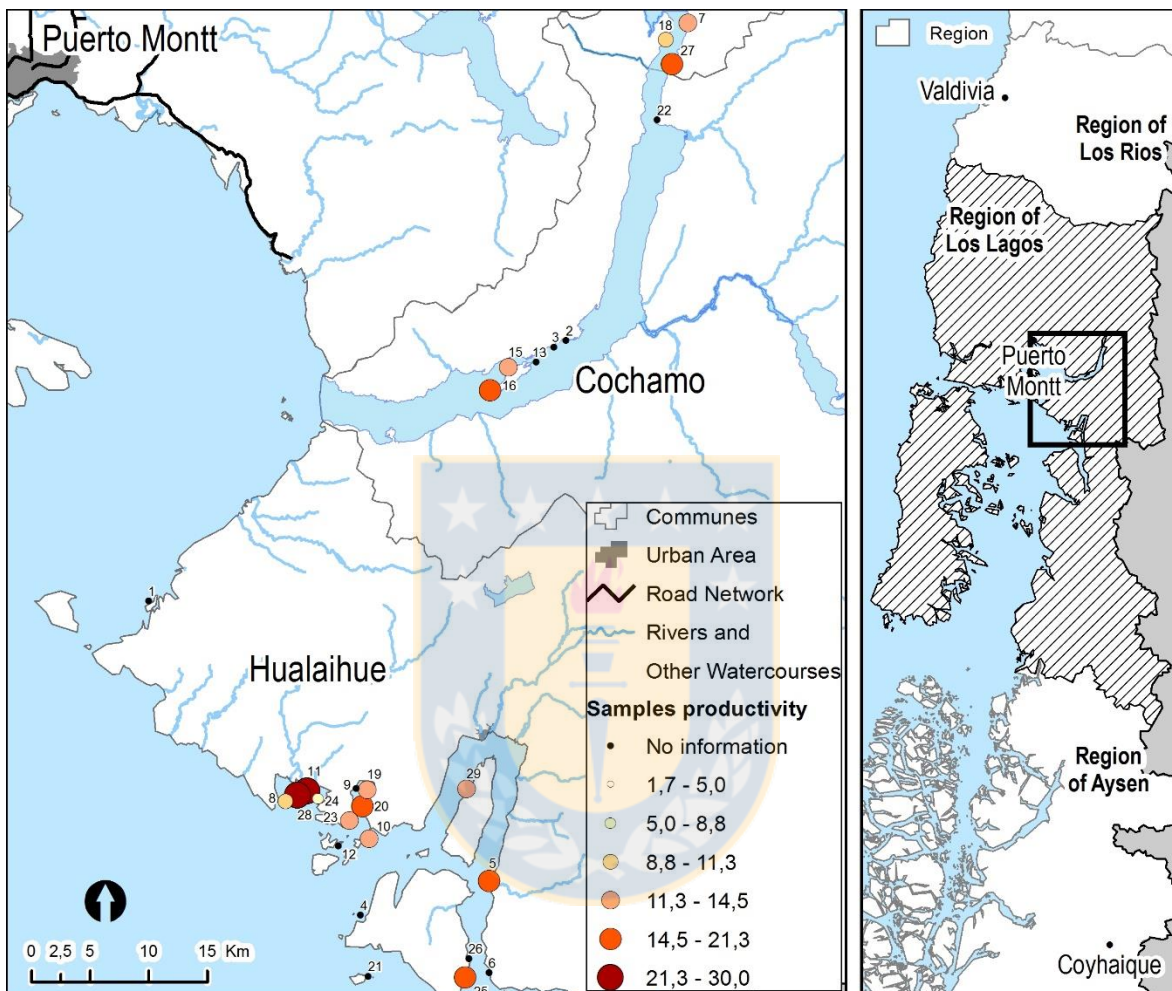 Puerto Montt
18
7
27
22
2
3
13
15
16
Cochamo
1
Hualaihue
11
8
28
24
9
19
20
23
10
12
29
5
4
26
6
21
25
0 2,5 5 10 15 Km
Communes
Urban Area
Road Network
Rivers and
Other Watercourses
Samples productivity
No information
1,7 - 5,0
5,0 - 8,8
8,8 - 11,3
11,3 - 14,5
14,5 - 21,3
21,3 - 30,0
Region
Valdivia
Region of
Los Rios
Region of
Los Lagos
Puerto
Montt
Region
of Aysen
Coyhaique